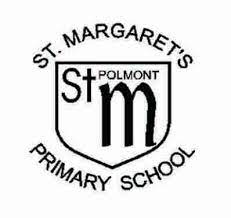 ST. MARGARET'S
St POLMONT
m
PRIMARY SCHOOL